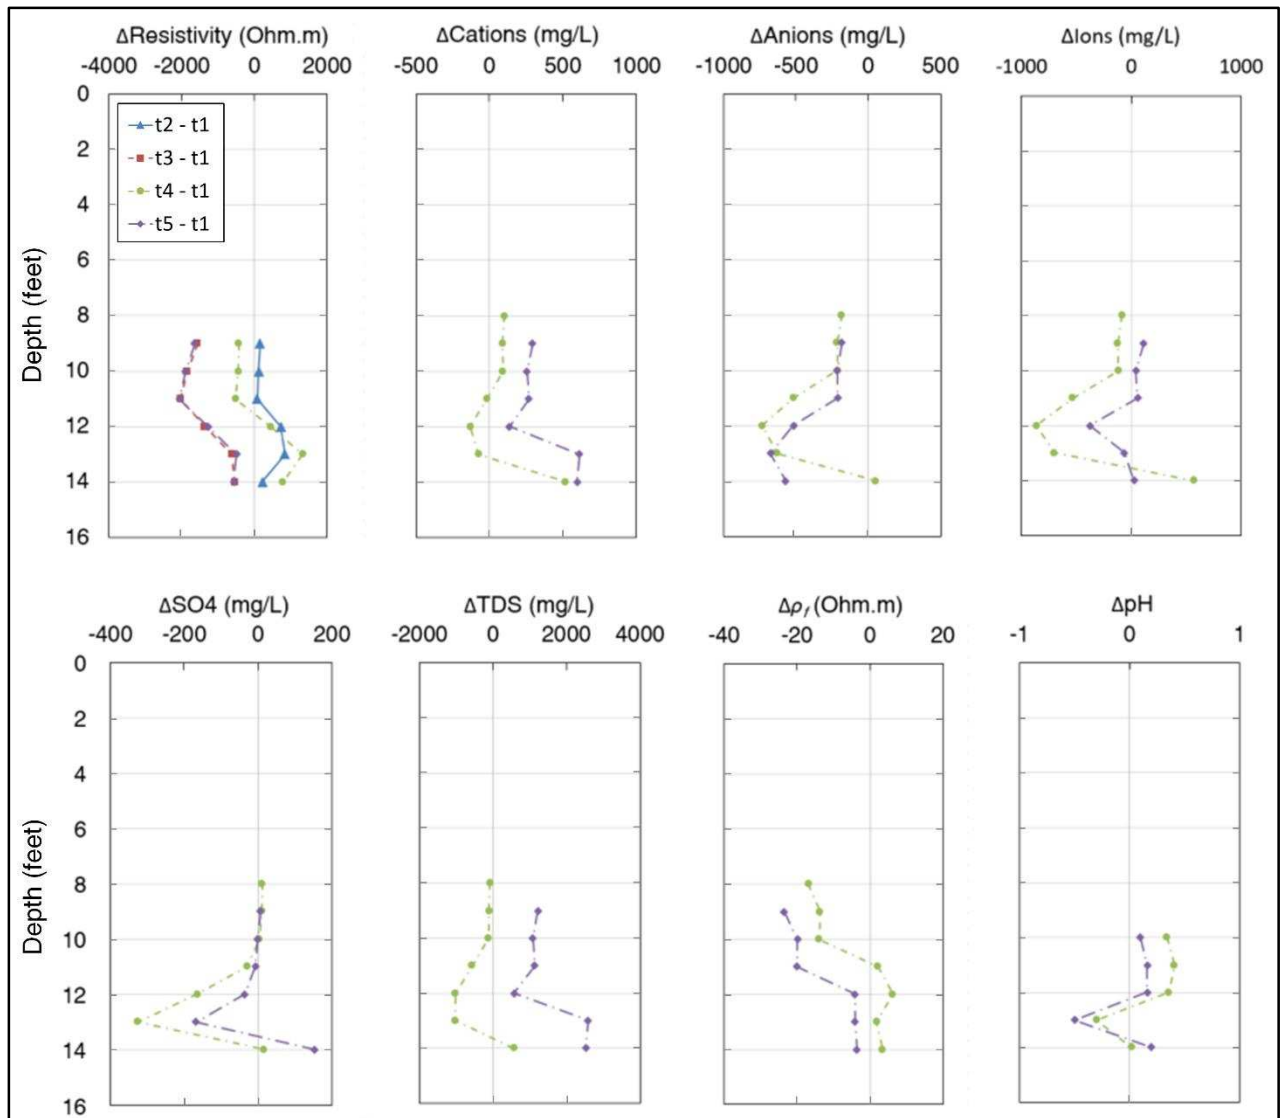 ΔResistivity (Ohm.m) ΔCations (mg/L) ΔAnions (mg/L) ΔIons (mg/L)
-4000 -2000 0 2000 -500 0 500 1000 -1000 -500 0 500 -1000 0 1000
0
t2 - t1
2
t3 - t1
t4 - t1
4
t5 - t1
6
Depth (feet)
8
10
12
14
16
ΔSO4 (mg/L) ΔTDS (mg/L) Δρf (Ohm.m) ΔpH
-400 -200 0 200 -2000 0 2000 4000 -40 -20 0 20 -1 0 1
0
2
4
6
Depth (feet)
8
10
12
14
16